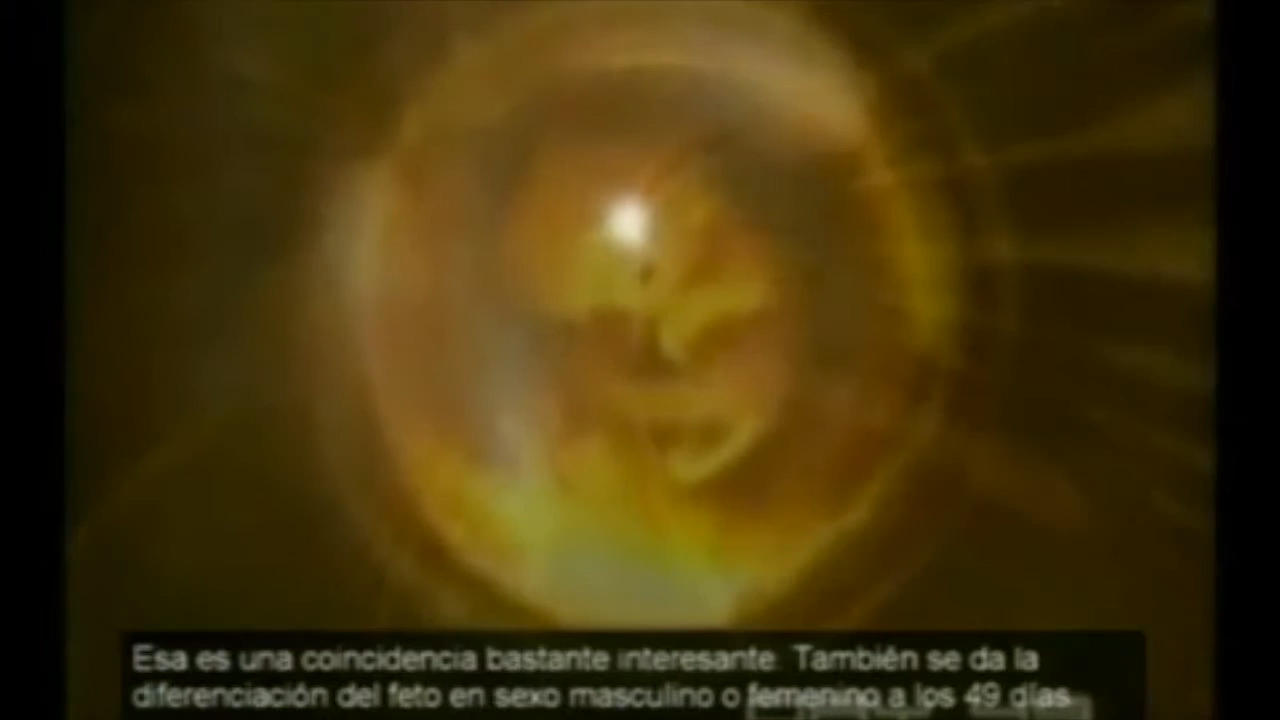 Esa es una coincidencia bastante interesante. También se da la
diferenciación del feto en sexo masculino o femenino a los 49 días